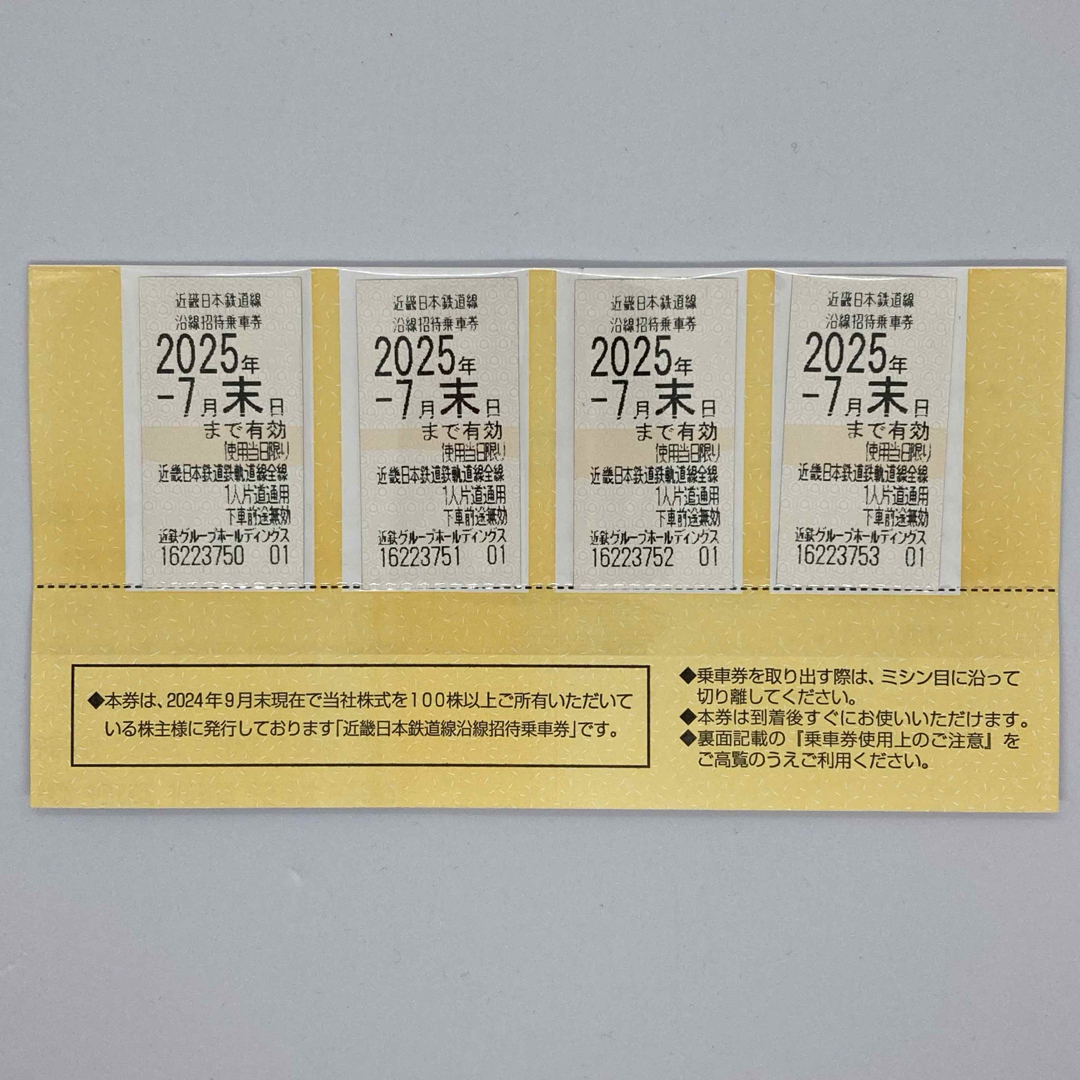 近畿日本鉄道線
沿線招待乗車券
2025年
-7月末日
まで有効
使用当日限り
近畿日本鉄道鉄軌道線全線
1人片道通用
下車前途無効
近鉄グループホールディングス
16223750 01
近畿日本鉄道線
沿線招待乗車券
2025年
-7月末日
まで有効
使用当日限り
近畿日本鉄道鉄軌道線全線
1人片道通用
下車前途無効
近鉄グループホールディングス
16223751 01
近畿日本鉄道線
沿線招待乗車券
2025年
-7月末日
まで有効
使用当日限り
近畿日本鉄道鉄軌道線全線
1人片道通用
下車前途無効
近鉄グループホールディングス
16223752 01
近畿日本鉄道線
沿線招待乗車券
2025年
-7月末日
まで有効
使用当日限り
近畿日本鉄道鉄軌道線全線
1人片道通用
下車前途無効
近鉄グループホールディングス
16223753 01
◆本券は、2024年9月末現在で当社株式を100株以上ご所有いただいて
いる株主様に発行しております「近畿日本鉄道線沿線招待乗車券」です。
◆乗車券を取り出す際は、ミシン目に沿って
切り離してください。
◆本券は到着後すぐにお使いいただけます。
◆裏面記載の『乗車券使用上のご注意』を
ご高覧のうえご利用ください。